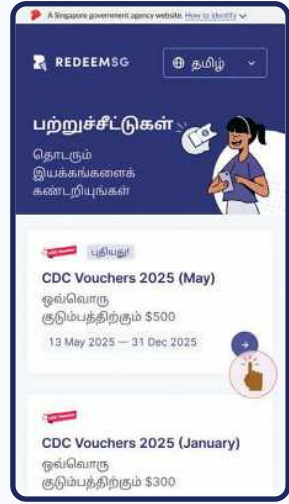 A Singapore government agency website. How to identify
REDEEMSG
தமிழ்
பற்றுச்சீட்டுகள்
தொடரும்
இயக்கங்களைக்
கண்டறியுங்கள்
புதியது!
CDC Vouchers 2025 (May)
ஒவ்வொரு
குடும்பத்திற்கும் $500
13 May 2025 — 31 Dec 2025
CDC Vouchers 2025 (January)
ஒவ்வொரு
குடும்பத்திற்கும் $300